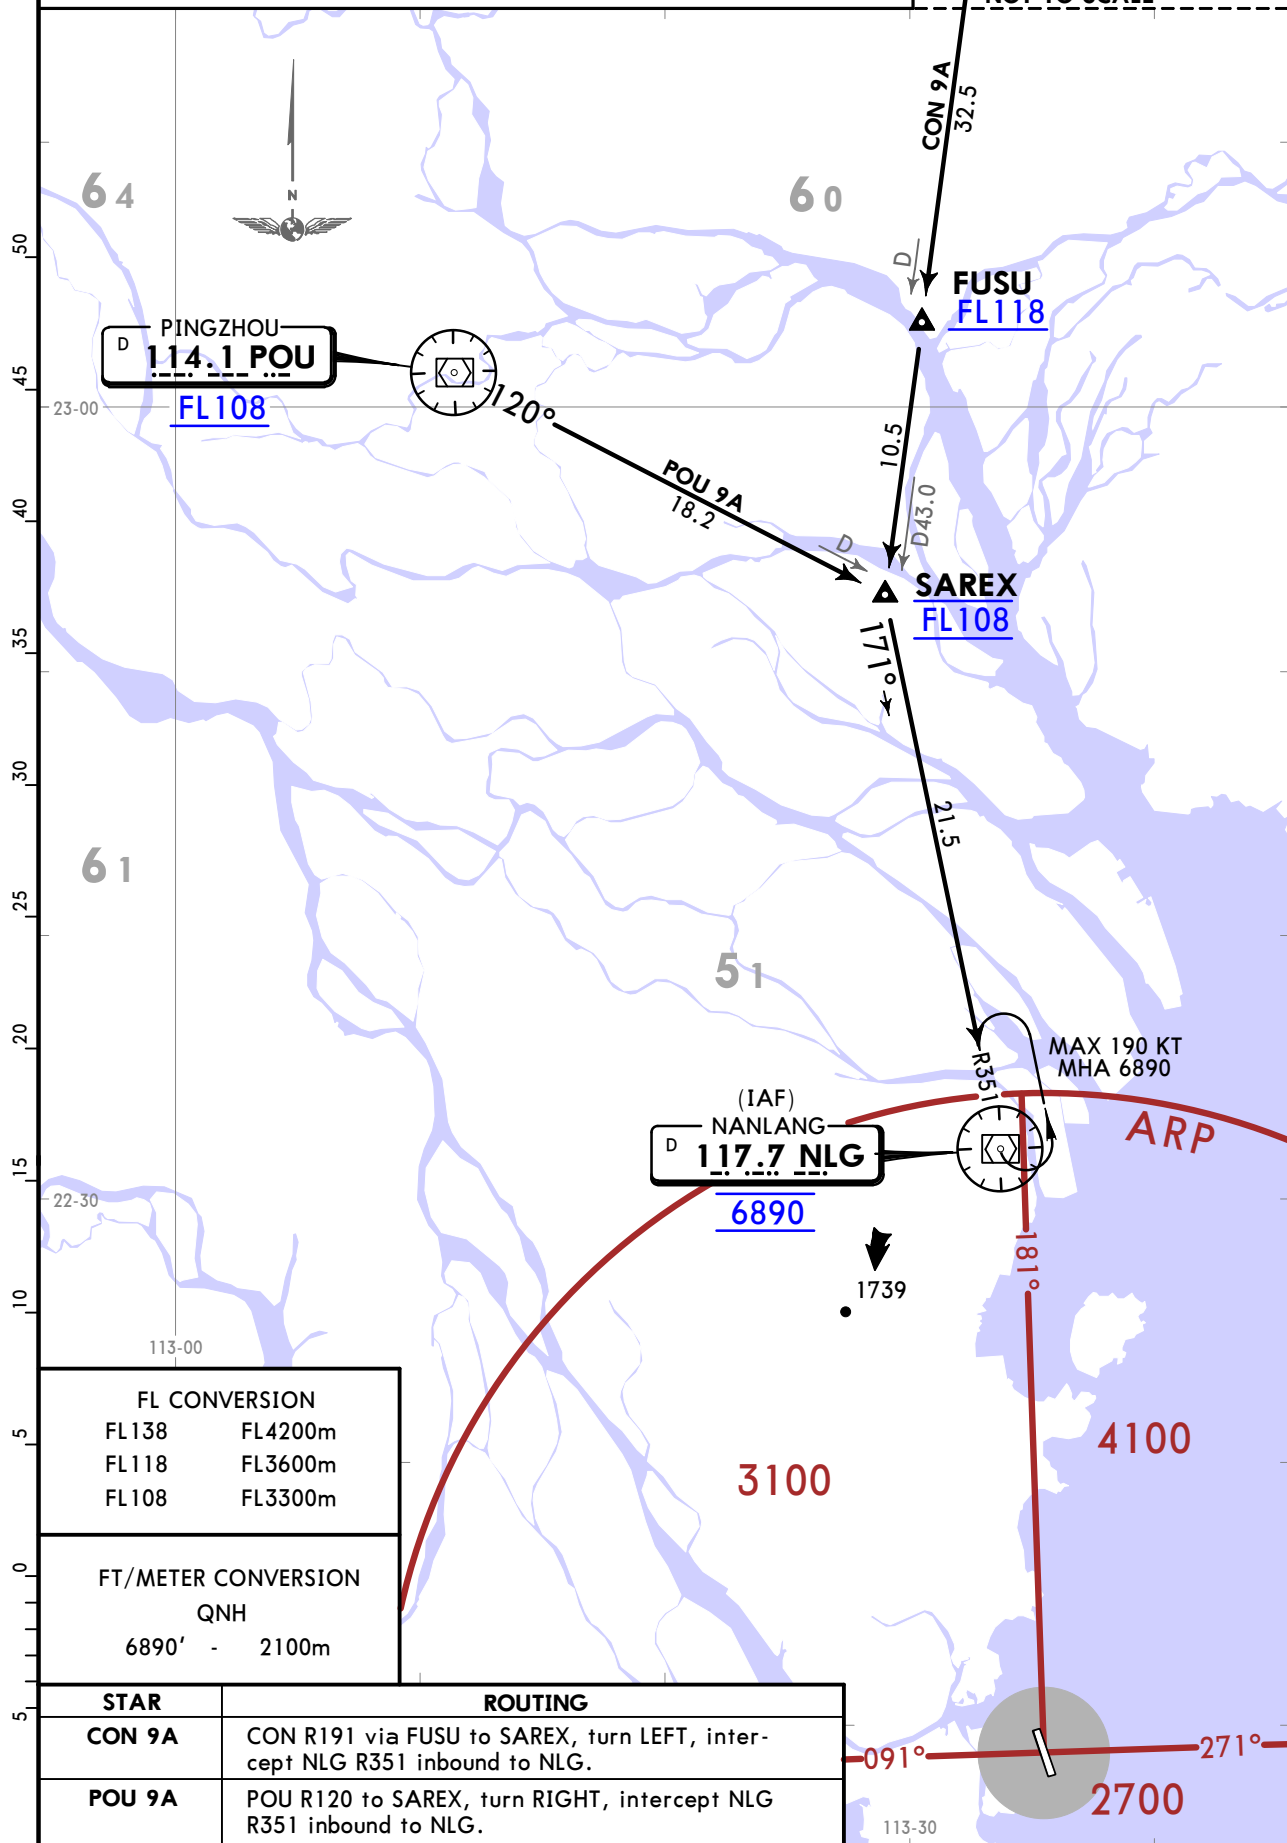 NOT TO SCALE
CON 9A
32.5
N
64
60
50
D
FUSU
FL118
PINGZHOU
D 114.1 POU
FL108
45
23-00
120°
10.5
POU 9A
18.2
D43.0
40
D
SAREX
FL108
171°
35
30
21.5
61
25
51
20
R351
MAX 190 KT
MHA 6890
(IAF)
NANLANG
D 117.7 NLG
6890
ARP
15
22-30
181°
1739
10
113-00
FL CONVERSION
FL138 FL4200m
FL118 FL3600m
FL108 FL3300m
5
4100
3100
0
FT/METER CONVERSION
QNH
6890' - 2100m
5
STAR ROUTING
CON 9A CON R191 via FUSU to SAREX, turn LEFT, inter-
cept NLG R351 inbound to NLG.
POU 9A POU R120 to SAREX, turn RIGHT, intercept NLG
R351 inbound to NLG.
091°
271°
2700
113-30